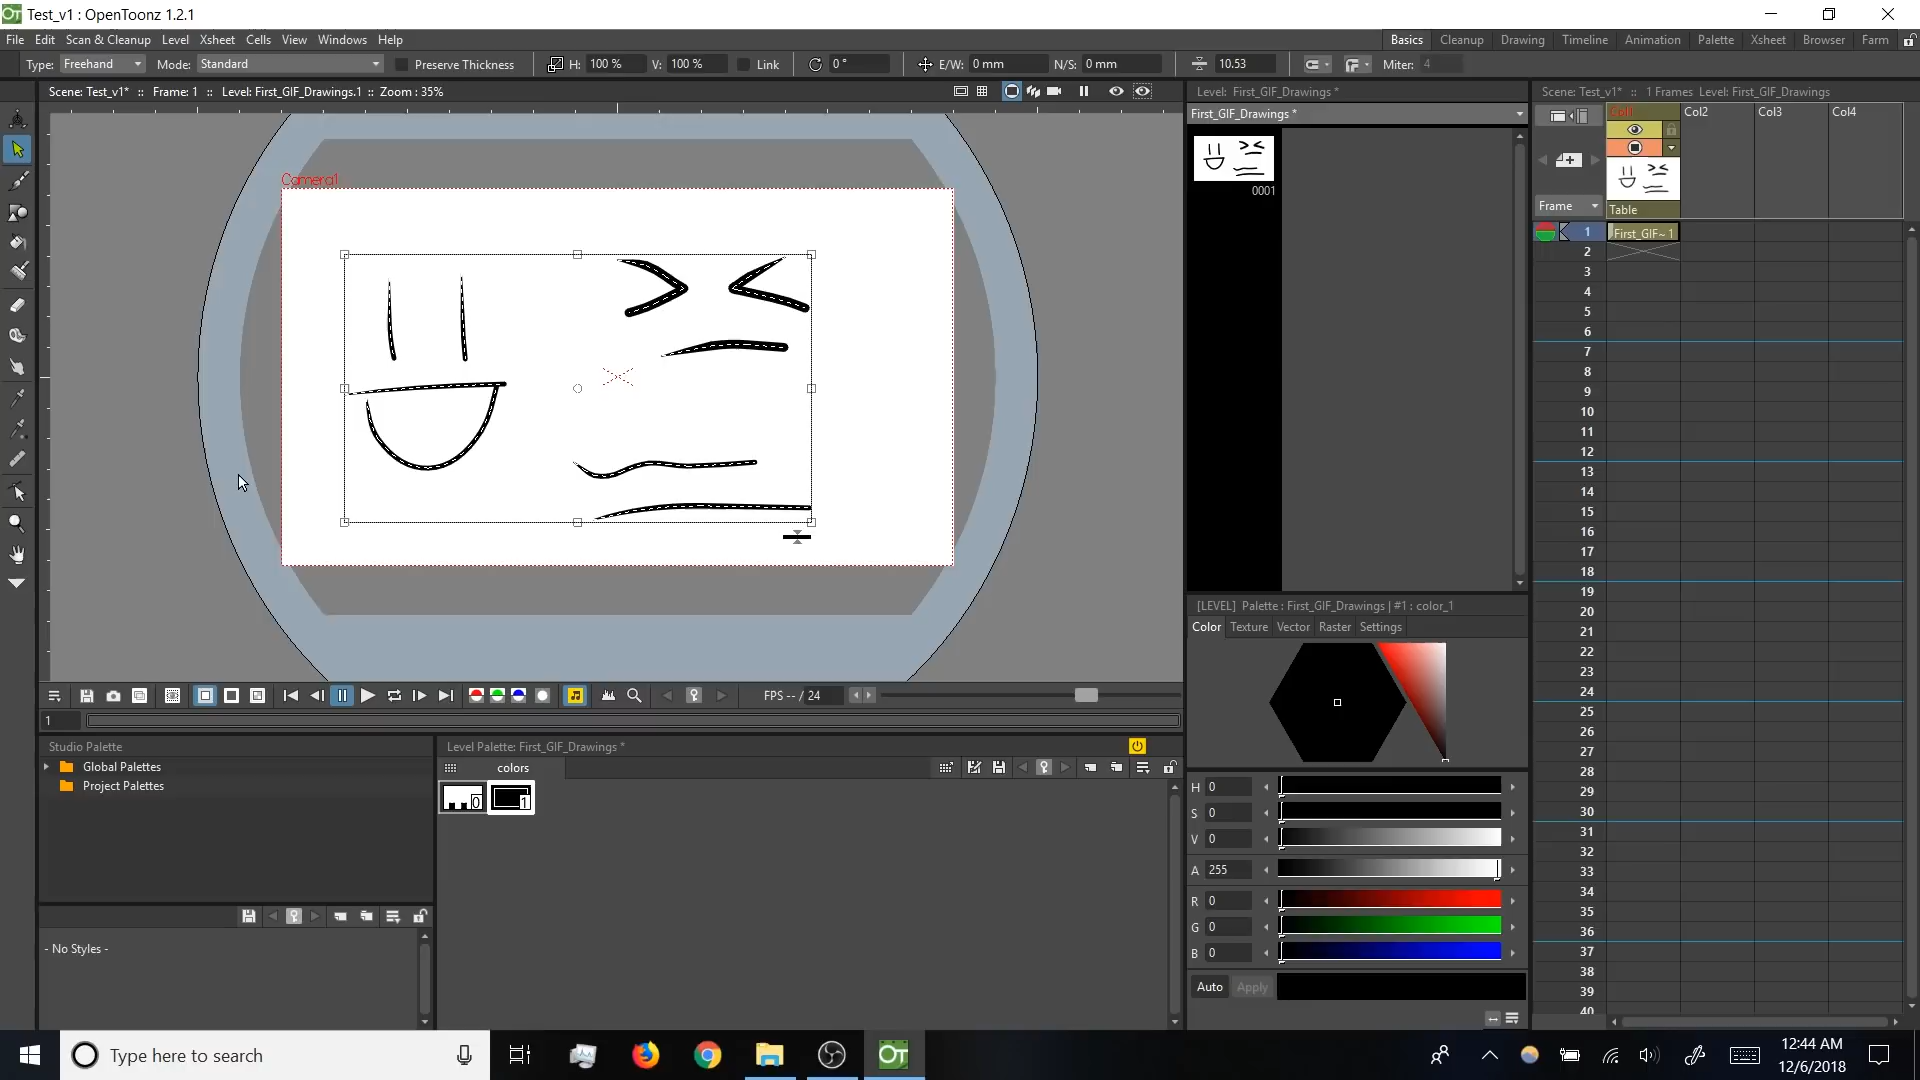 Test_v1 : OpenToonz 1.2.1
File Edit Scan & Cleanup Level Xsheet Cells View Windows Help
Basics Cleanup Drawing Timeline Animation Palette Xsheet Browser Farm
Type: Freehand Mode: Standard Preserve Thickness H: 100 % V: 100 % Link 0 ° E/W: 0 mm N/S: 0 mm 10.53 Miter: 4
Scene: Test_v1* :: Frame: 1 :: Level: First_GIF_Drawings.1 :: Zoom : 35%
Camera1
FPS -- / 24
1
Studio Palette
Global Palettes
Project Palettes
- No Styles -
Level Palette: First_GIF_Drawings *
colors
0 1
Level: First_GIF_Drawings *
First_GIF_Drawings *
0001
[LEVEL] Palette : First_GIF_Drawings | #1 : color_1
Color Texture Vector Raster Settings
H 0
S 0
V 0
A 255
R 0
G 0
B 0
Auto Apply
Scene: Test_v1* :: 1 Frames Level: First_GIF_Drawings
Col1 Col2 Col3 Col4
Frame
Table
1 First_GIF~ 1
2
3
4
5
6
7
8
9
10
11
12
13
14
15
16
17
18
19
20
21
22
23
24
25
26
27
28
29
30
31
32
33
34
35
36
37
38
39
40
Type here to search
OT
12:44 AM
12/6/2018